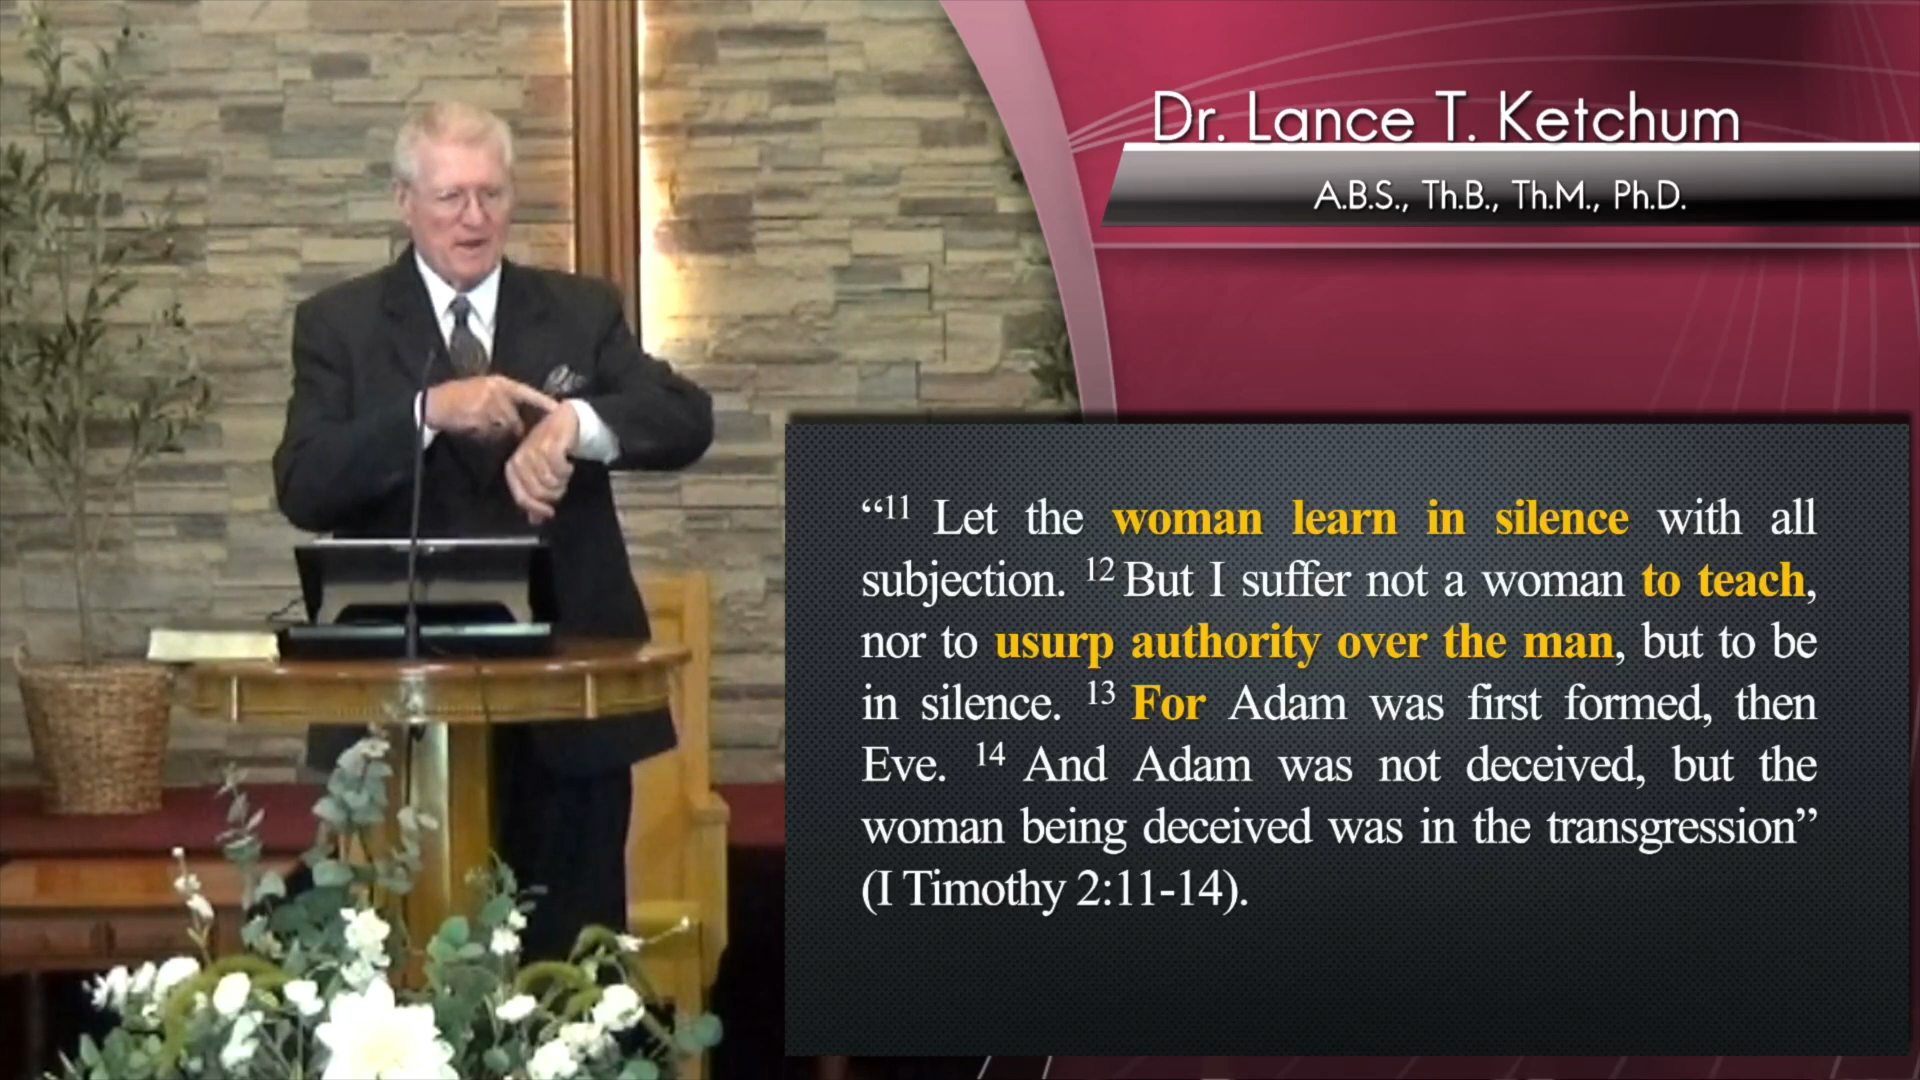 Dr. Lance T. Ketchum
A.B.S., Th.B., Th.M., Ph.D.
“11 Let the woman learn in silence with all
subjection. 12 But I suffer not a woman to teach,
nor to usurp authority over the man, but to be
in silence. 13 For Adam was first formed, then
Eve. 14 And Adam was not deceived, but the
woman being deceived was in the transgression”
(I Timothy 2:11-14).